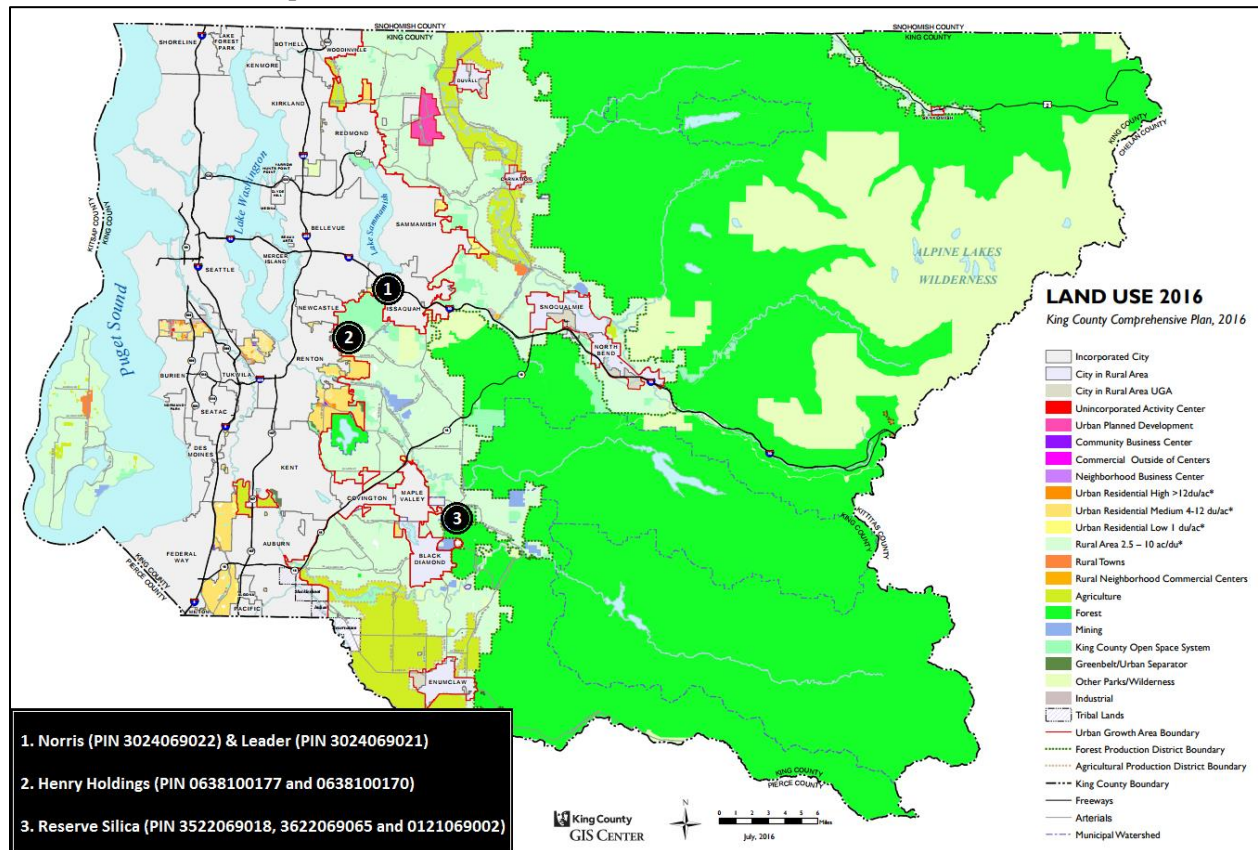 SNOHOMISH COUNTY
KING COUNTY
SNOHOMISH COUNTY
KING COUNTY
SHORELINE
LAKE
FOREST
PARK
BOTHELL
KENMORE
WOODINVILLE
DUVALL
KIRKLAND
REDMOND
KING COUNTY
CHELAN COUNTY
YARROW
POINT
CARNATION
Lake Washington
Lake Sammamish
SAMMAMISH
BELLEVUE
KITSAP COUNTY
KING COUNTY
MERCER
ISLAND
SEATTLE
ALPINE LAKES
WILDERNESS
Puget Sound
1
ISSAQUAH
NEWCASTLE
SNOQUALMIE
2
NORTH
BEND
RENTON
BURIEN
TUKWILA
SEATAC
DES
MOINES
KENT
COVINGTON
MAPLE
VALLEY
3
BLACK
DIAMOND
KITTITAS COUNTY
KING COUNTY
FEDERAL
WAY
AUBURN
KING COUNTY
PIERCE COUNTY
PACIFIC
ENUMCLAW
KING COUNTY
PIERCE COUNTY
LAND USE 2016
King County Comprehensive Plan, 2016
Incorporated City
City in Rural Area
City in Rural Area UGA
Unincorporated Activity Center
Urban Planned Development
Community Business Center
Commercial Outside of Centers
Neighborhood Business Center
Urban Residential High >12du/ac*
Urban Residential Medium 4-12 du/ac*
Urban Residential Low 1 du/ac*
Rural Area 2.5 – 10 ac/du*
Rural Towns
Rural Neighborhood Commercial Centers
Agriculture
Forest
Mining
King County Open Space System
Greenbelt/Urban Separator
Other Parks/Wilderness
Industrial
Tribal Lands
Urban Growth Area Boundary
Forest Production District Boundary
Agricultural Production District Boundary
King County Boundary
Freeways
Arterials
Municipal Watershed
1. Norris (PIN 3024069022) & Leader (PIN 3024069021)
2. Henry Holdings (PIN 0638100177 and 0638100170)
3. Reserve Silica (PIN 3522069018, 3622069065 and 0121069002)
King County
GIS CENTER
N
0 1 2 3 4 5 6
Miles
July, 2016